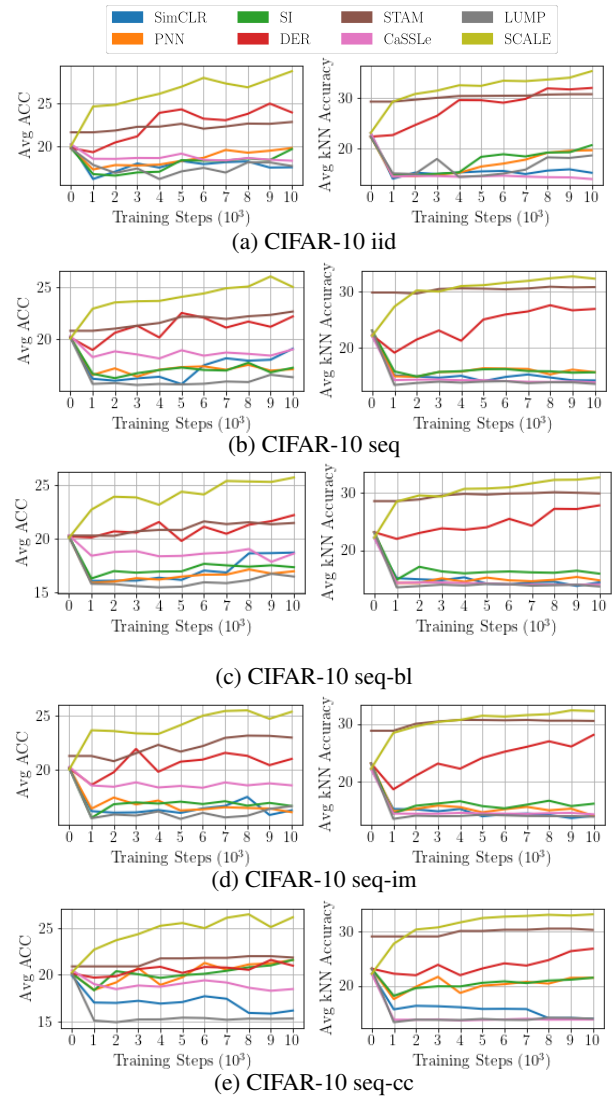 SimCLR SI STAM LUMP
PNN DER CaSSLe SCALE
Avg ACC
25
20
0 1 2 3 4 5 6 7 8 9 10
Training Steps (10³)
Avg kNN Accuracy
30
20
0 1 2 3 4 5 6 7 8 9 10
Training Steps (10³)
(a) CIFAR-10 iid
Avg ACC
25
20
0 1 2 3 4 5 6 7 8 9 10
Training Steps (10³)
Avg kNN Accuracy
30
20
0 1 2 3 4 5 6 7 8 9 10
Training Steps (10³)
(b) CIFAR-10 seq
Avg ACC
25
20
15
0 1 2 3 4 5 6 7 8 9 10
Training Steps (10³)
Avg kNN Accuracy
30
20
0 1 2 3 4 5 6 7 8 9 10
Training Steps (10³)
(c) CIFAR-10 seq-bl
Avg ACC
25
20
0 1 2 3 4 5 6 7 8 9 10
Training Steps (10³)
Avg kNN Accuracy
30
20
0 1 2 3 4 5 6 7 8 9 10
Training Steps (10³)
(d) CIFAR-10 seq-im
Avg ACC
25
20
15
0 1 2 3 4 5 6 7 8 9 10
Training Steps (10³)
Avg kNN Accuracy
30
20
0 1 2 3 4 5 6 7 8 9 10
Training Steps (10³)
(e) CIFAR-10 seq-cc